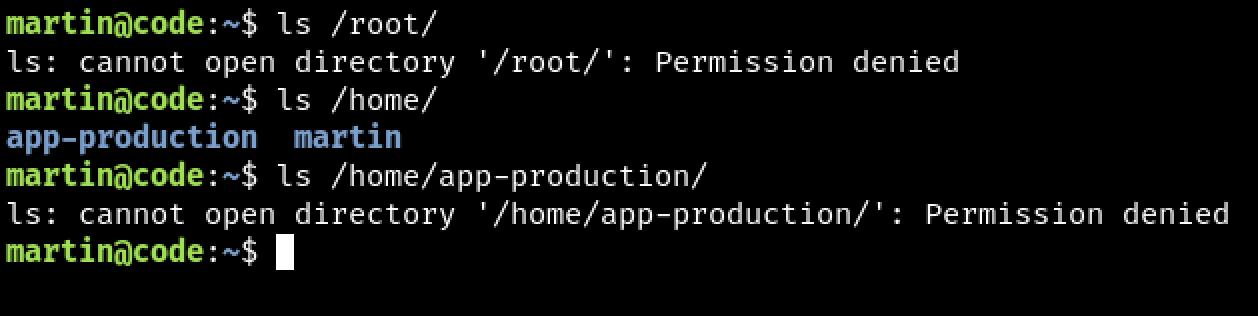 martin@code:~$ ls /root/
ls: cannot open directory '/root/': Permission denied
martin@code:~$ ls /home/
app-production  martin
martin@code:~$ ls /home/app-production/
ls: cannot open directory '/home/app-production/': Permission denied
martin@code:~$